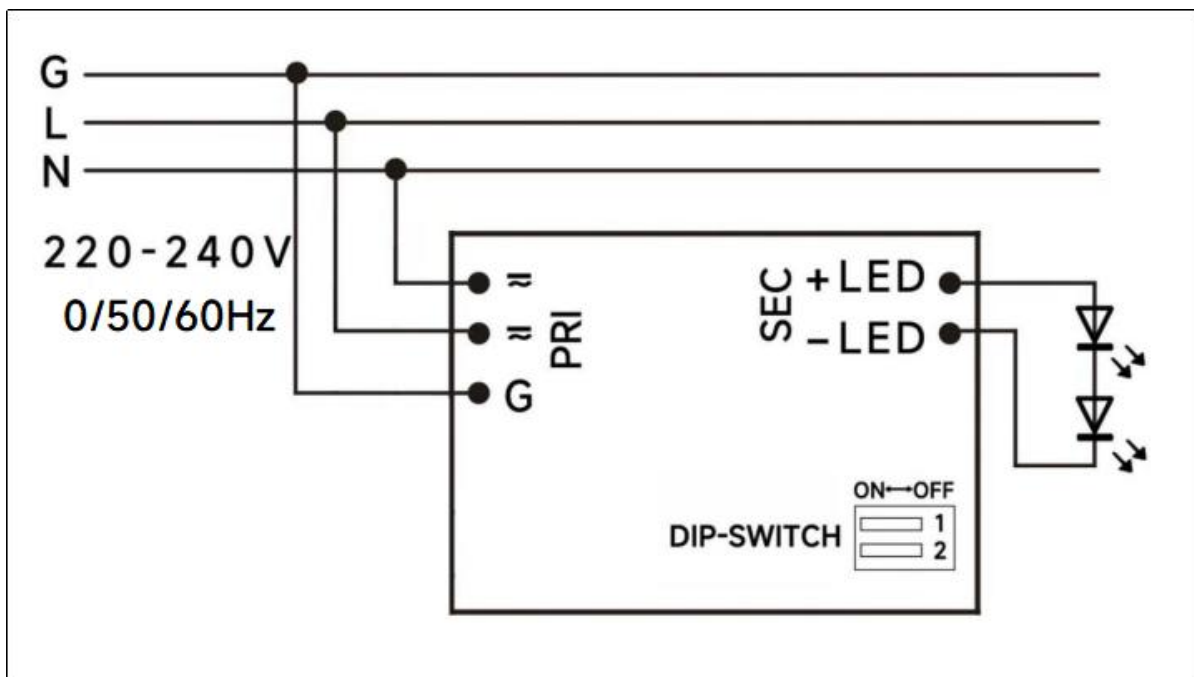 G
L
N
220-240V
0/50/60Hz
≂
≂
G
PRI
SEC
+LED
-LED
ON↔OFF
DIP-SWITCH
1
2